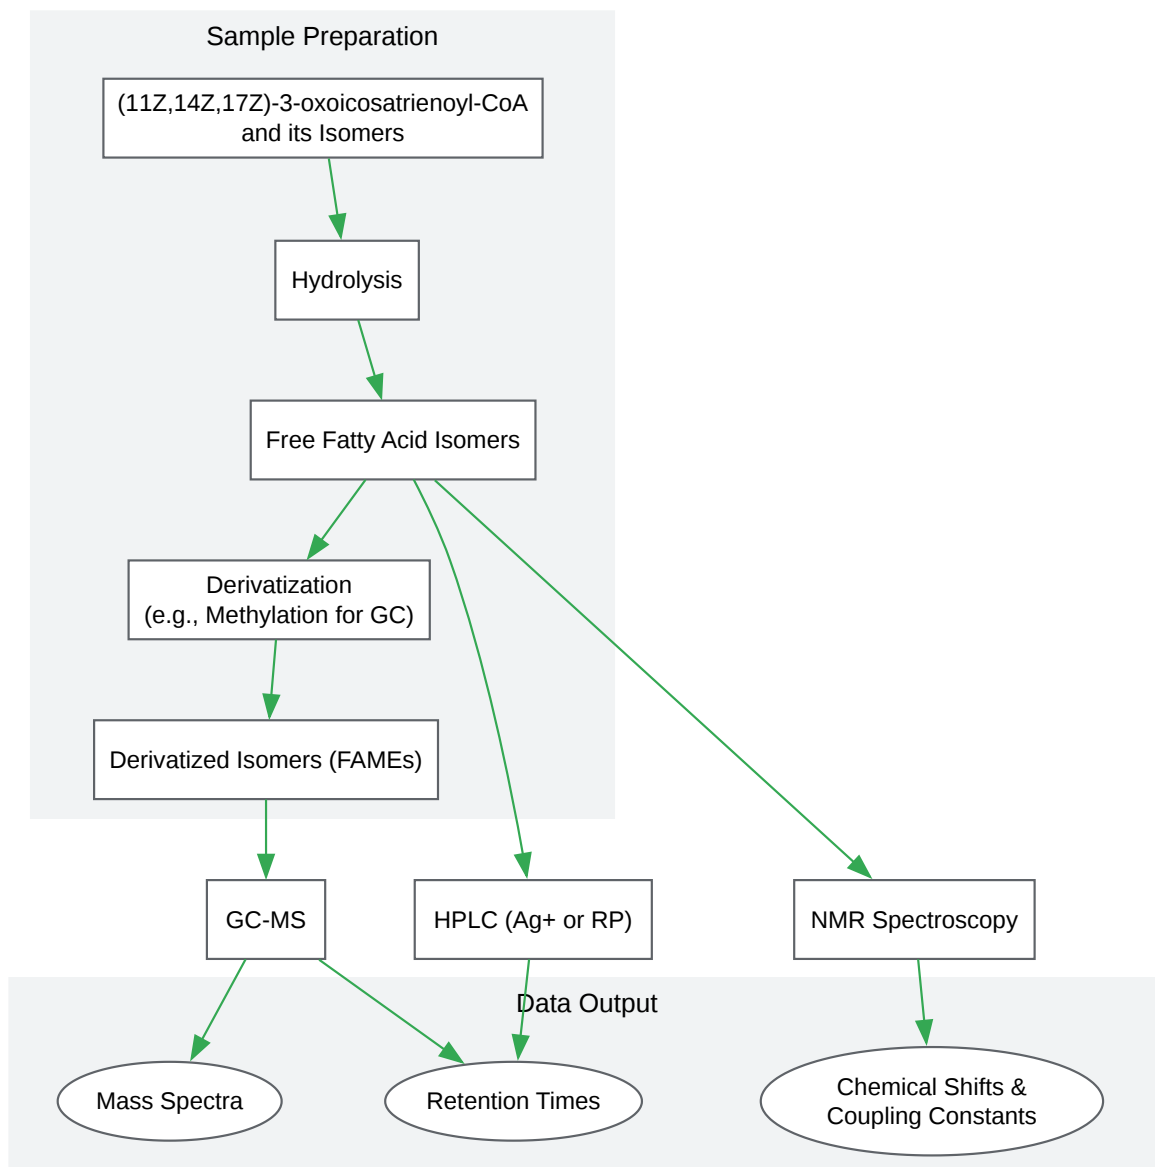 Sample Preparation
(11Z,14Z,17Z)-3-oxoicosatrienoyl-CoA
and its Isomers
Hydrolysis
Free Fatty Acid Isomers
Derivatization
(e.g., Methylation for GC)
Derivatized Isomers (FAMEs)
GC-MS
HPLC (Ag+ or RP)
NMR Spectroscopy
Data Output
Mass Spectra
Retention Times
Chemical Shifts &
Coupling Constants